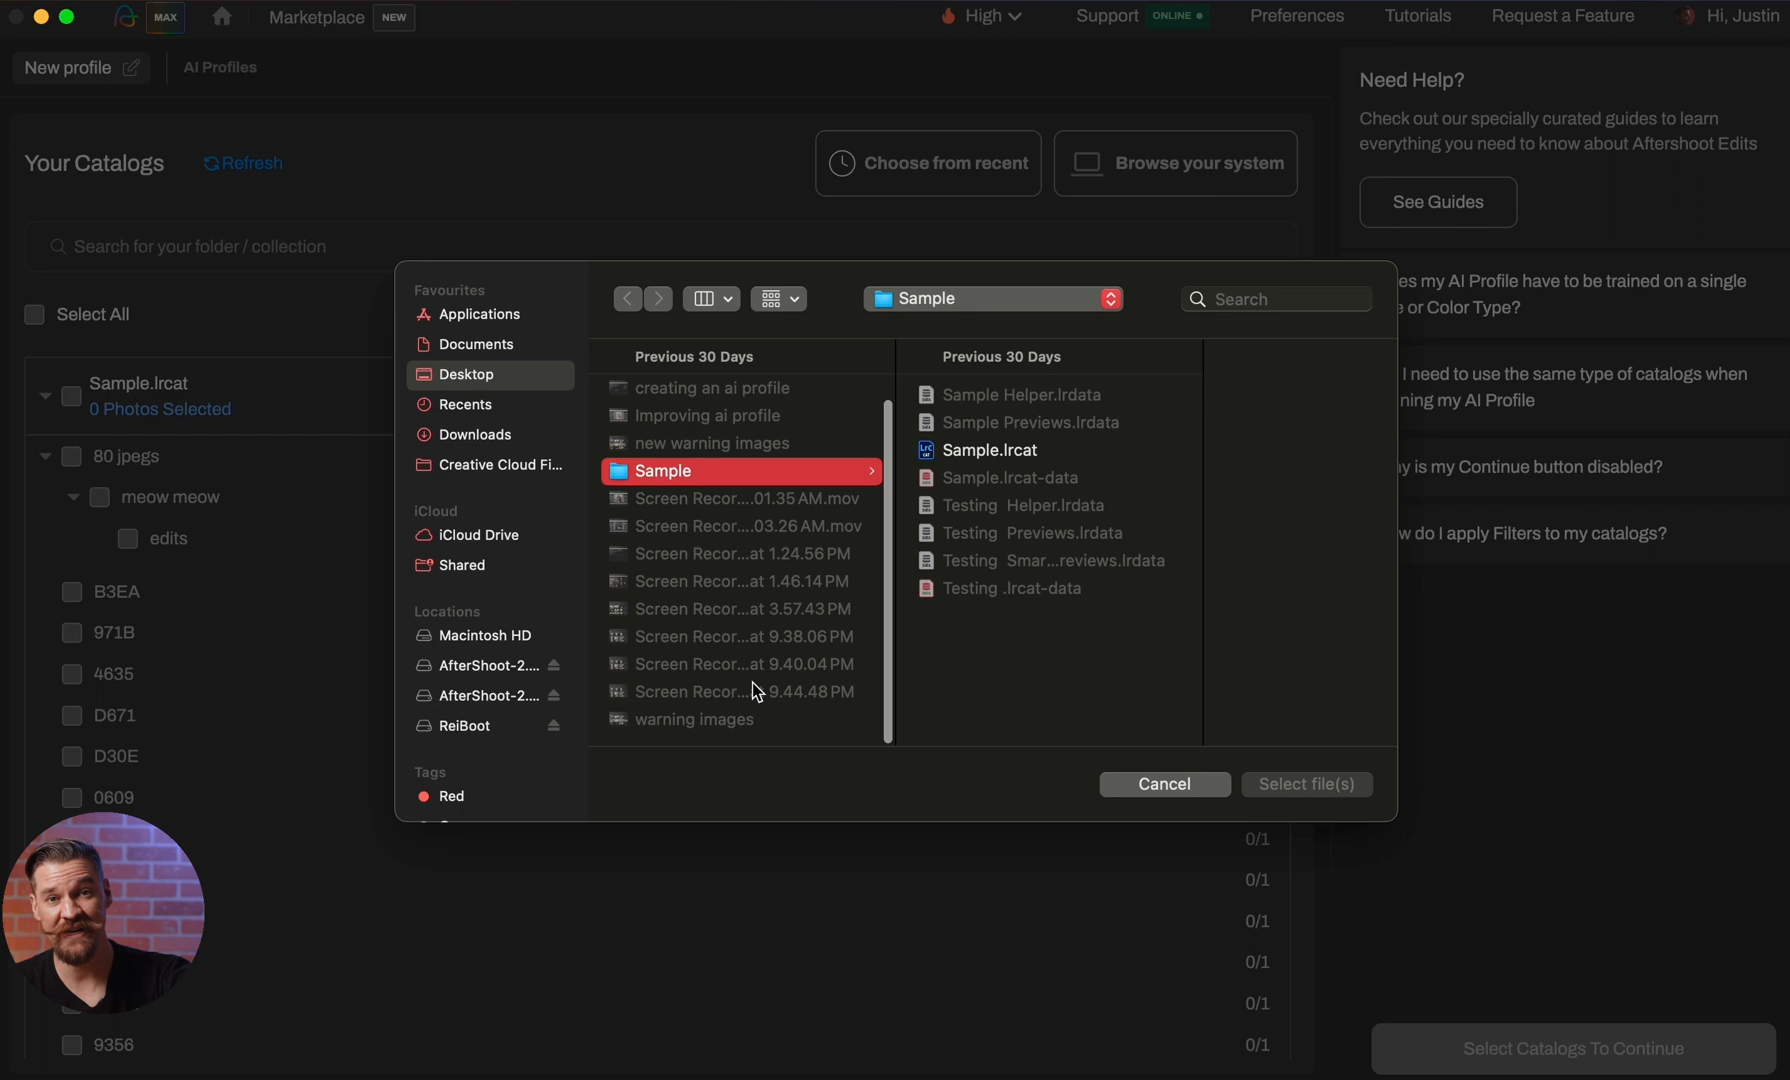 MAX
Marketplace NEW
High
Support ONLINE
Preferences
Tutorials
Request a Feature
Hi, Justin
New profile
AI Profiles
Your Catalogs
Refresh
Choose from recent
Browse your system
Search for your folder / collection
Select All
Sample.lrcat
0 Photos Selected
80 jpegs
meow meow
edits
B3EA
971B
4635
D671
D30E
0609
9356
0/1
0/1
0/1
0/1
0/1
0/1
Favourites
Applications
Documents
Desktop
Recents
Downloads
Creative Cloud Fi...
iCloud
iCloud Drive
Shared
Locations
Macintosh HD
AfterShoot-2....
AfterShoot-2....
ReiBoot
Tags
Red
Sample
Search
Previous 30 Days
creating an ai profile
Improving ai profile
new warning images
Sample
Screen Recor....01.35 AM.mov
Screen Recor....03.26 AM.mov
Screen Recor...at 1.24.56 PM
Screen Recor...at 1.46.14 PM
Screen Recor...at 3.57.43 PM
Screen Recor...at 9.38.06 PM
Screen Recor...at 9.40.04 PM
Screen Recor... 9.44.48 PM
warning images
Previous 30 Days
Sample Helper.lrdata
Sample Previews.lrdata
Sample.lrcat
Sample.lrcat-data
Testing Helper.lrdata
Testing Previews.lrdata
Testing Smar...reviews.lrdata
Testing .lrcat-data
Cancel
Select file(s)
Need Help?
Check out our specially curated guides to learn
everything you need to know about Aftershoot Edits
See Guides
es my AI Profile have to be trained on a single
or Color Type?
I need to use the same type of catalogs when
ning my AI Profile
y is my Continue button disabled?
w do I apply Filters to my catalogs?
Select Catalogs To Continue